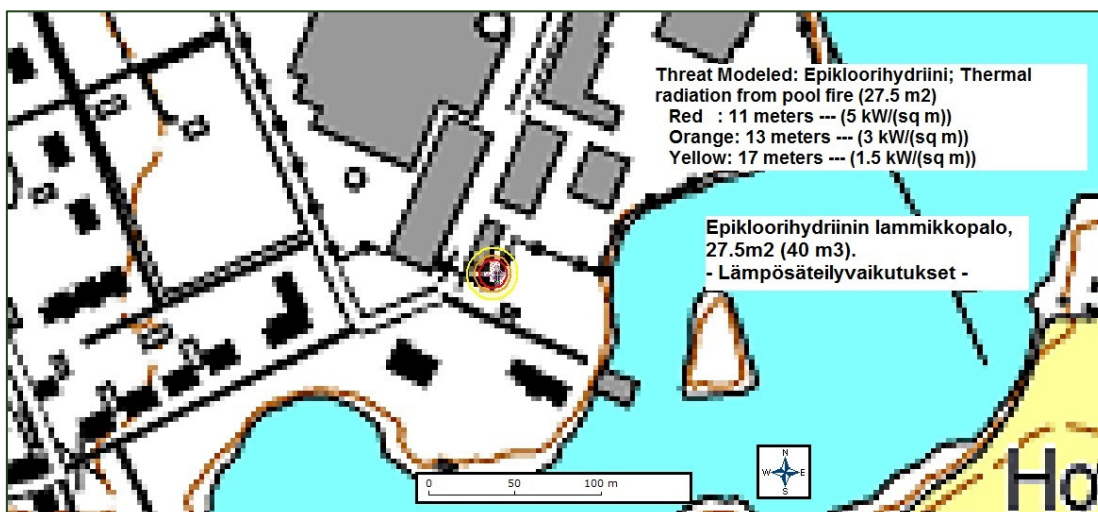 Threat Modeled: Epikloorihydriini; Thermal
radiation from pool fire (27.5 m2)
Red : 11 meters --- (5 kW/(sq m))
Orange: 13 meters --- (3 kW/(sq m))
Yellow: 17 meters --- (1.5 kW/(sq m))
Epikloorihydriinin lammikkopalo,
27.5m2 (40 m3).
- Lämpösäteilyvaikutukset -
N
W E
S
0 50 100 m
Ho